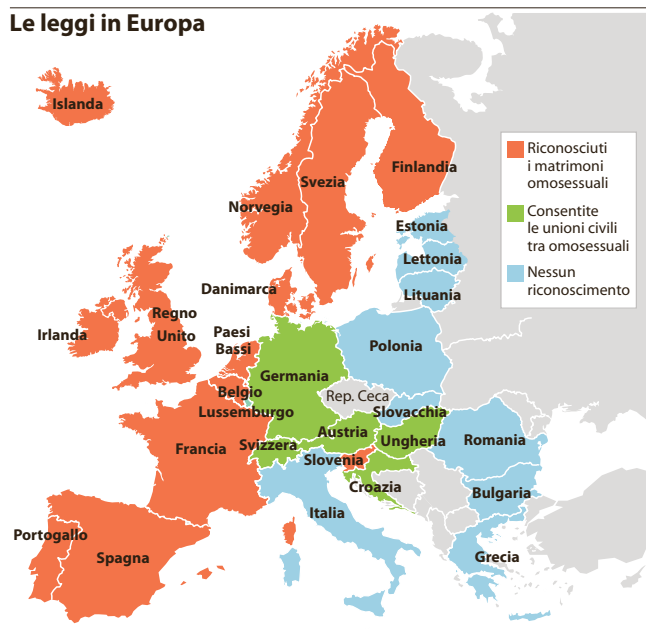 Le leggi in Europa
Islanda
Riconosciuti
i matrimoni
omosessuali
Finlandia
Svezia
Norvegia
Consentite
le unioni civili
tra omosessuali
Estonia
Lettonia
Nessun
riconoscimento
Danimarca
Lituania
Regno
Unito
Irlanda
Paesi
Bassi
Polonia
Germania
Belgio
Rep. Ceca
Lussemburgo
Slovacchia
Austria
Ungheria
Romania
Francia
Svizzera
Slovenia
Croazia
Bulgaria
Italia
Portogallo
Spagna
Grecia